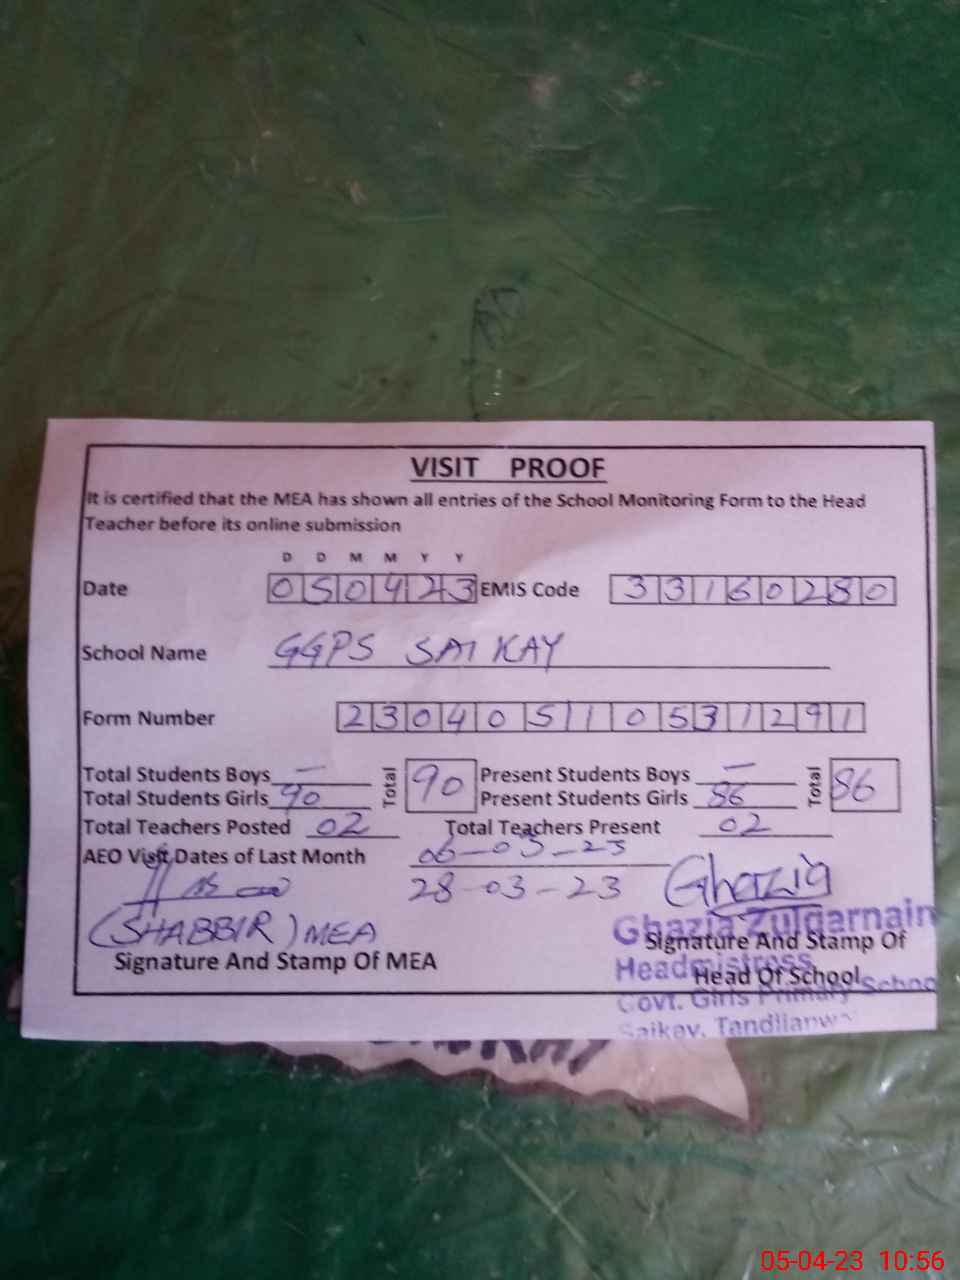 VISIT PROOF
It is certified that the MEA has shown all entries of the School Monitoring Form to the Head
Teacher before its online submission
D D M M Y Y
Date 050423 EMIS Code 33160280
School Name GGPS SAI KAY
Form Number 230405110531291
Total Students Boys — Total 90 Present Students Boys — Total 86
Total Students Girls 90 Present Students Girls 86
Total Teachers Posted 02 Total Teachers Present 02
AEO Visit Dates of Last Month 06-03-23
28-03-23 Ghazia
(SHABBIR) MEA
Ghazia Zulqarnain
Signature And Stamp Of MEA
Signature And Stamp Of
Headmistress
Head Of School
Govt. Girls Primary School
Saikey, Tandlianw
05-04-23 10:56